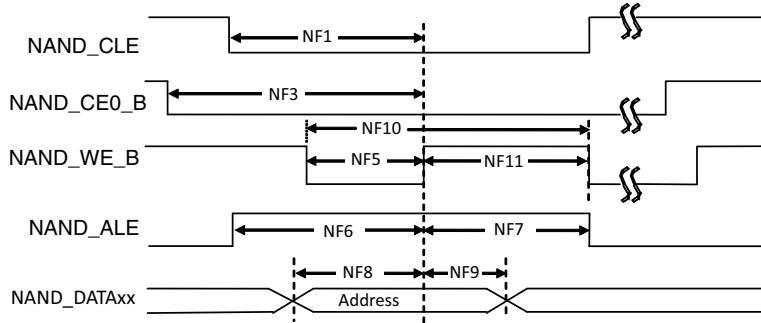 NAND_CLE
NF1
NAND_CE0_B
NF3
NF10
NAND_WE_B
NF5
NF11
NAND_ALE
NF6
NF7
NF8
NF9
NAND_DATAxx
Address